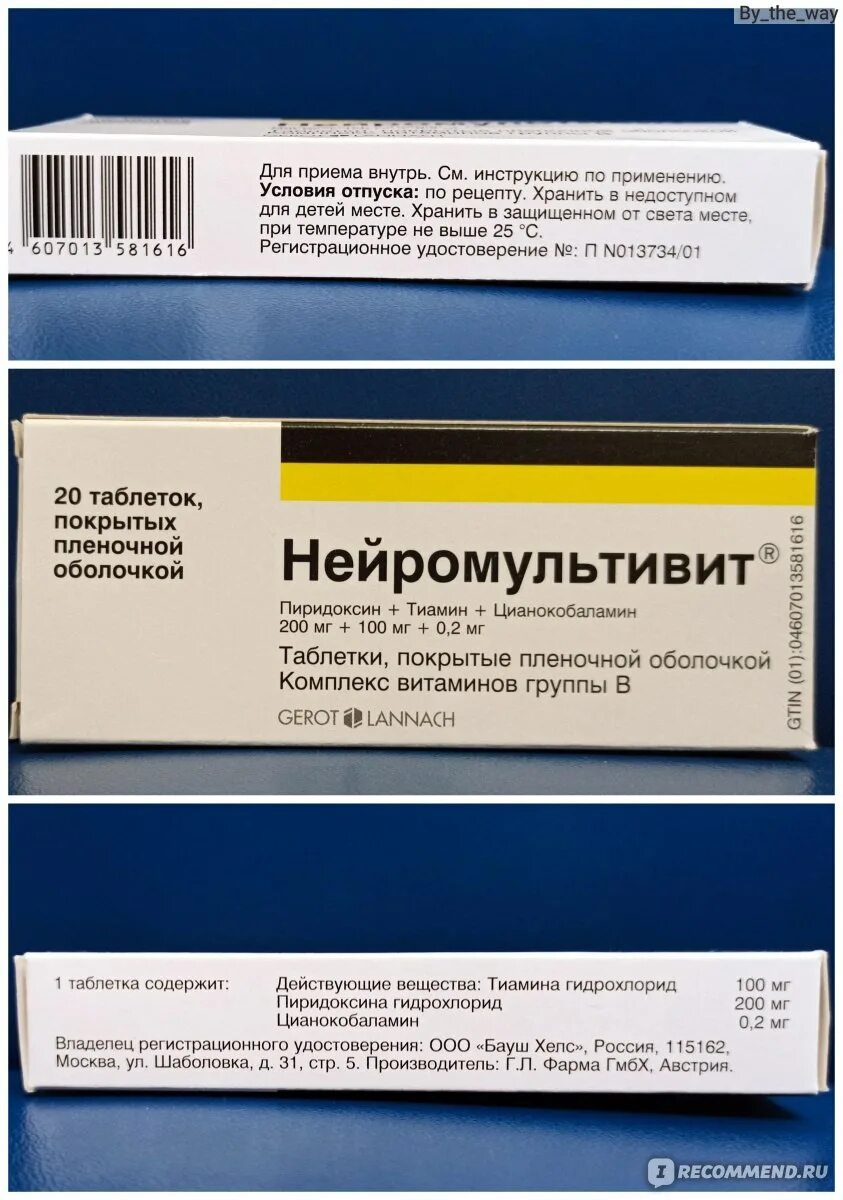 By_the_way
Для приема внутрь. См. инструкцию по применению.
Условия отпуска: по рецепту. Хранить в недоступном
для детей месте. Хранить в защищенном от света месте,
при температуре не выше 25 °C.
Регистрационное удостоверение №: П N013734/01
4 607013 581616
20 таблеток,
покрытых
пленочной
оболочкой
Нейромультивит®
Пиридоксин + Тиамин + Цианокобаламин
200 мг + 100 мг + 0,2 мг
Таблетки, покрытые пленочной оболочкой
Комплекс витаминов группы В
GEROT LANNACH
GTIN (01):04607013581616
1 таблетка содержит: Действующие вещества: Тиамина гидрохлорид 100 мг
Пиридоксина гидрохлорид 200 мг
Цианокобаламин 0,2 мг
Владелец регистрационного удостоверения: ООО «Бауш Хелс», Россия, 115162,
Москва, ул. Шаболовка, д. 31, стр. 5. Производитель: Г.Л. Фарма ГмбХ, Австрия.
IRECOMMEND.RU